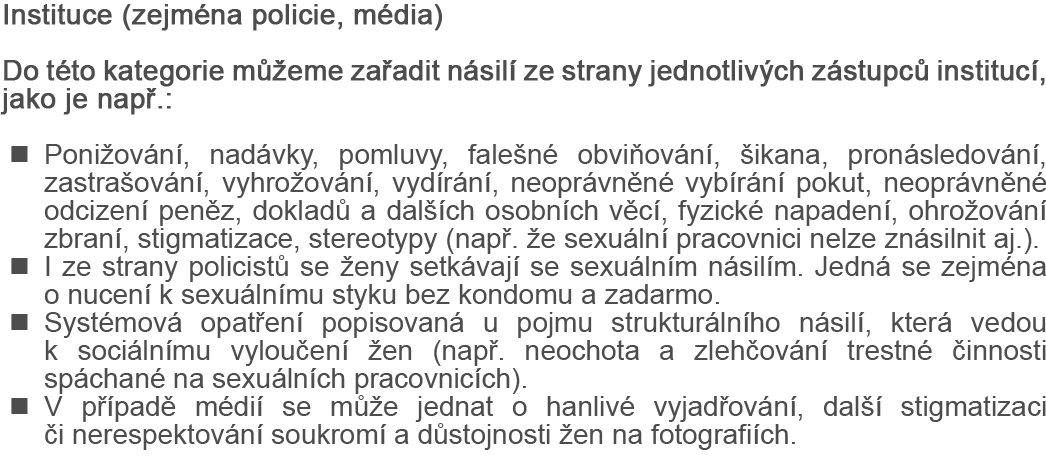 Instituce (zejména policie, média)
Do této kategorie můžeme zařadit násilí ze strany jednotlivých zástupců institucí,
jako je např.:
■ Ponižování, nadávky, pomluvy, falešné obviňování, šikana, pronásledování,
zastrašování, vyhrožování, vydírání, neoprávněné vybírání pokut, neoprávněné
odcizení peněz, dokladů a dalších osobních věcí, fyzické napadení, ohrožování
zbraní, stigmatizace, stereotypy (např. že sexuální pracovnici nelze znásilnit aj.).
■ I ze strany policistů se ženy setkávají se sexuálním násilím. Jedná se zejména
o nucení k sexuálnímu styku bez kondomu a zadarmo.
■ Systémová opatření popisovaná u pojmu strukturálního násilí, která vedou
k sociálnímu vyloučení žen (např. neochota a zlehčování trestné činnosti
spáchané na sexuálních pracovnicích).
■ V případě médií se může jednat o hanlivé vyjadřování, další stigmatizaci
či nerespektování soukromí a důstojnosti žen na fotografiích.